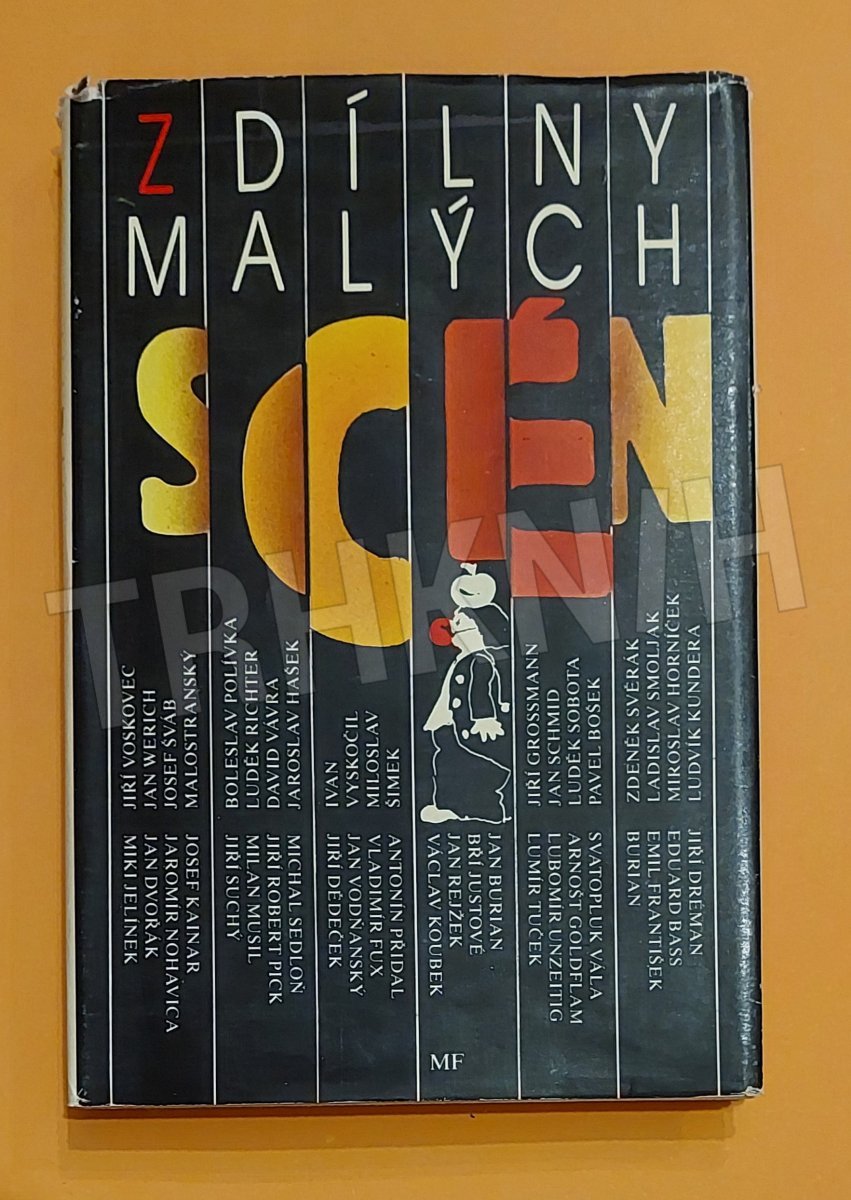 Z DÍLNY
MALÝCH
SCÉN
TRHKNIH
JIŘÍ VOSKOVEC
JAN WERICH
JOSEF ŠVÁB
MALOSTRANSKÝ
BOLESLAV POLÍVKA
LUDĚK RICHTER
DAVID VÁVRA
JAROSLAV HAŠEK
IVAN
VYSKOČIL
MILOSLAV
ŠIMEK
JIŘÍ GROSSMANN
JAN SCHMID
LUDĚK SOBOTA
PAVEL BOŠEK
ZDENĚK SVĚRÁK
LADISLAV SMOLJAK
MIROSLAV HORNÍČEK
LUDVÍK KUNDERA
JOSEF KAINAR
JAROMÍR NOHAVICA
JAN DVOŘÁK
MIKI JELÍNEK
MICHAL SEDLOŇ
JIŘÍ ROBERT PICK
MILAN MUSIL
JIŘÍ SUCHÝ
ANTONÍN PŘIDAL
VLADIMÍR FUX
JAN VODŇANSKÝ
JIŘÍ DĚDEČEK
JAN BURIAN
BŘÍ JUSTOVÉ
JAN REJŽEK
VÁCLAV KOUBEK
SVATOPLUK VÁLA
ARNOŠT GOLDFLAM
LUBOMÍR UNZEITIG
LUMÍR TUČEK
JIŘÍ DRÉMAN
EDUARD BASS
EMIL FRANTIŠEK
BURIAN
MF